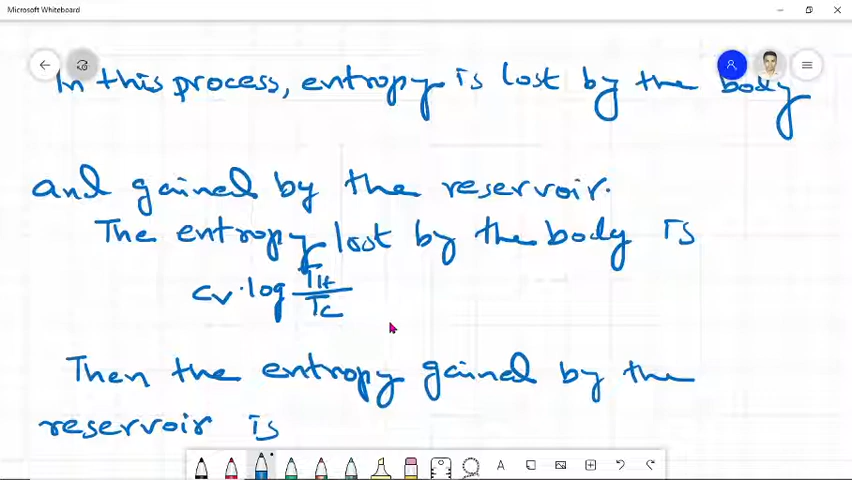 Microsoft Whiteboard
In this process, entropy is lost by the body
and gained by the reservoir.
The entropy lost by the body is
Cv·log TH/TC
Then the entropy gained by the
reservoir is